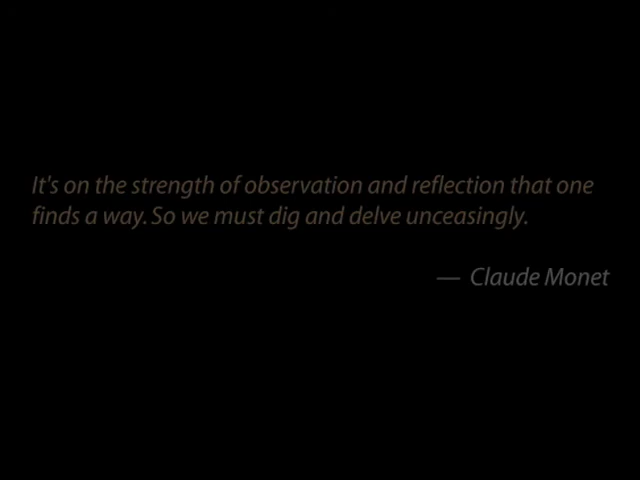 It's on the strength of observation and reflection that one
finds a way. So we must dig and delve unceasingly.
— Claude Monet